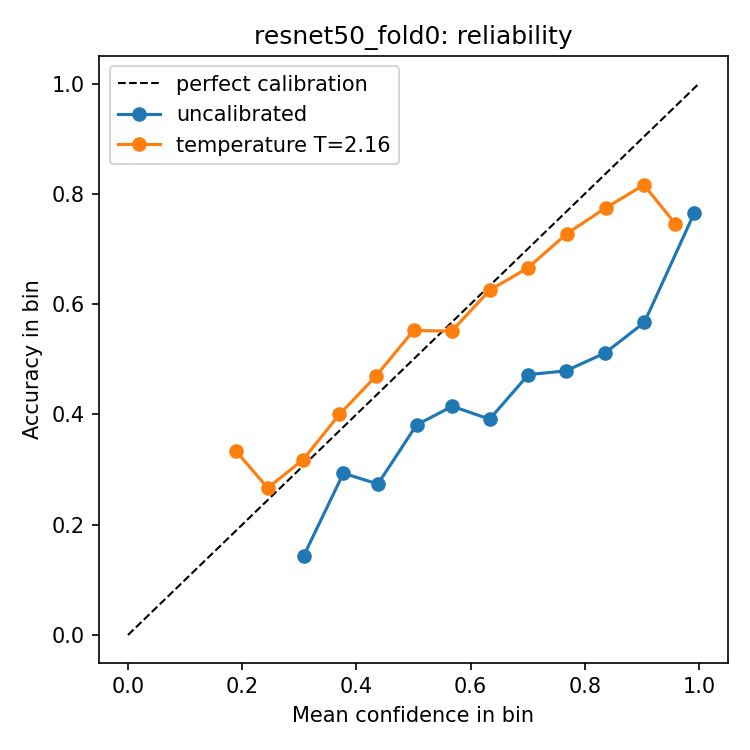 resnet50_fold0: reliability
perfect calibration
uncalibrated
temperature T=2.16
1.0
0.8
0.6
0.4
0.2
0.0
Accuracy in bin
0.0 0.2 0.4 0.6 0.8 1.0
Mean confidence in bin